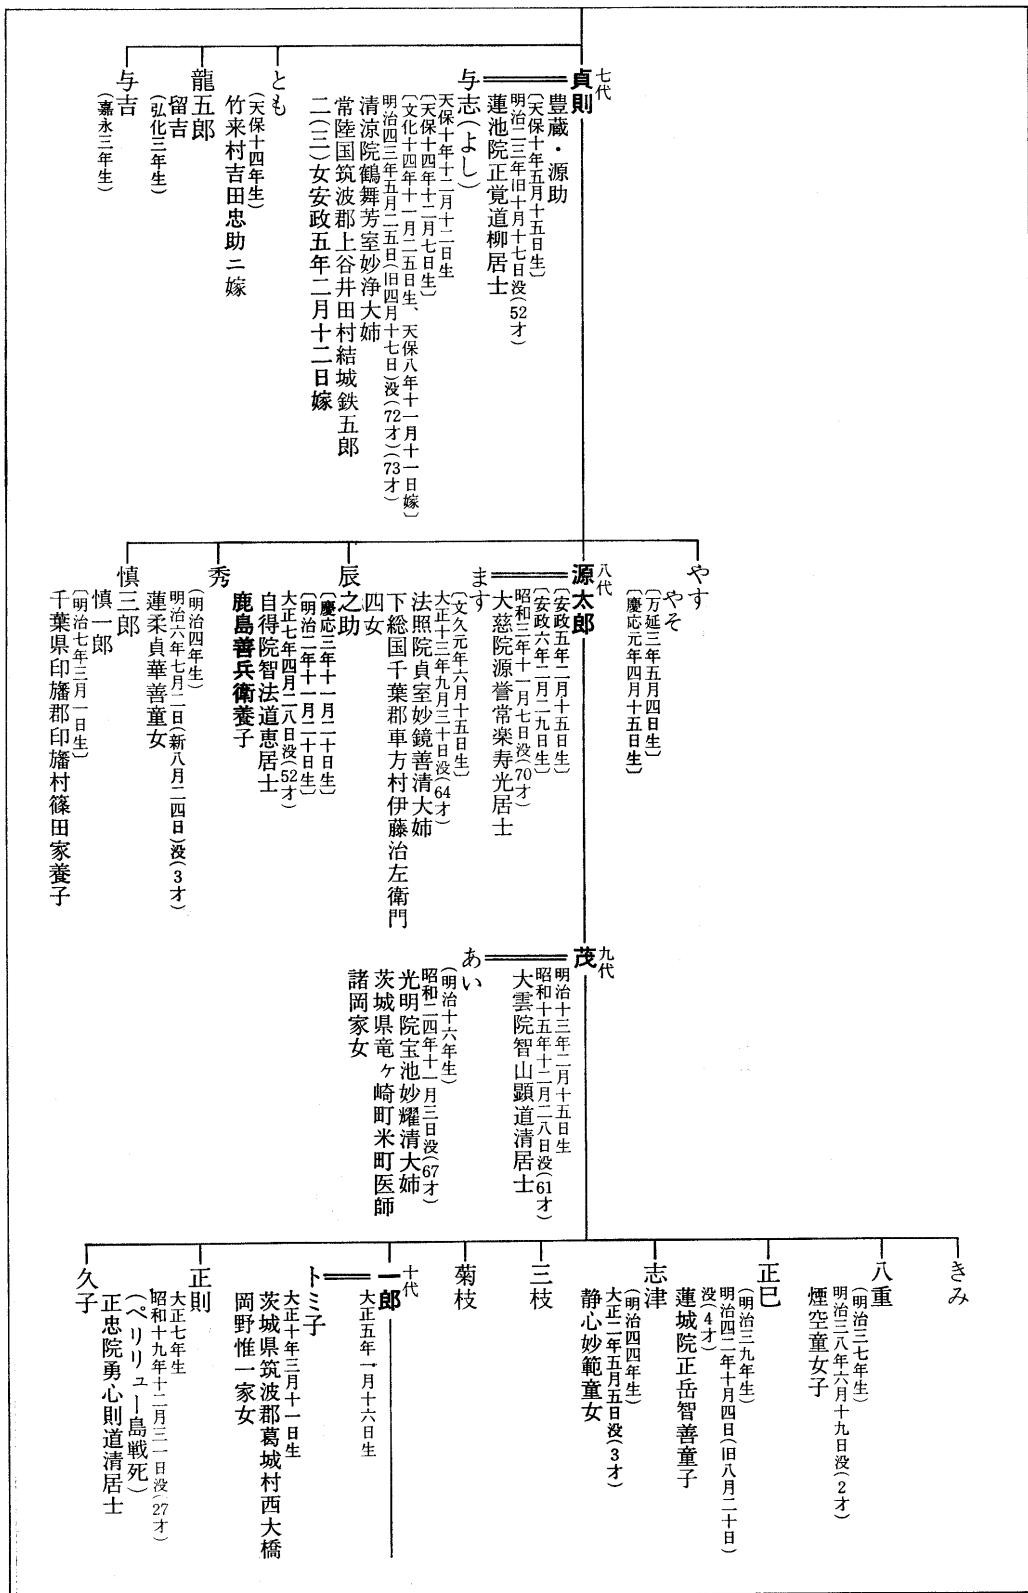 七代
貞則
豊蔵・源助
〔天保十年五月十五日生〕
明治二三年旧十月十七日没(52才)
蓮池院正覚道柳居士
与志(よし)
天保十年十二月十二日生
〔天保十四年十二月七日生〕
〔文化十四年十一月二五日生、天保八年十一月十一日嫁〕
明治四三年五月二五日(旧四月十七日)没(72才)(73才)
清涼院鶴舞芳室妙浄大姉
常陸国筑波郡上谷井田村結城鉄五郎
二(三)女安政五年二月十二日嫁
とも
(天保十四年生)
竹来村吉田忠助ニ嫁
龍五郎
留吉
(弘化三年生)
与吉
(嘉永三年生)
やす
やそ
〔万延三年五月四日生〕
〔慶応元年四月十五日生〕
八代
源太郎
〔安政五年二月十五日生〕
〔安政六年二月二九日生〕
昭和三年十一月七日没(70才)
大慈院源誉常楽寿光居士
ます
〔文久元年六月十五日生〕
大正十三年九月三十日没(64才)
法照院貞室妙鏡善清大姉
下総国千葉郡車方村伊藤治左衛門
四女
辰之助
〔慶応三年十一月二十日生〕
〔明治二年十一月二十日生〕
大正七年四月二八日没(52才)
自得院智法道恵居士
鹿島善兵衛養子
秀
(明治四年生)
明治六年七月二日(新八月二四日)没(3才)
蓮柔貞華善童女
慎三郎
慎一郎
〔明治七年三月一日生〕
千葉県印旛郡印旛村篠田家養子
九代
茂
明治十三年二月十五日生
昭和十五年十二月二八日没(61才)
大雲院智山顕道清居士
あい
(明治十六年生)
昭和二四年十一月三日没(67才)
光明院宝池妙耀清大姉
茨城県竜ヶ崎町米町医師
諸岡家女
きみ
八重
(明治三七年生)
明治三八年六月十九日没(2才)
煙空童女子
正巳
(明治三九年生)
明治四二年十月四日(旧八月二十日)
没(4才)
蓮城院正岳智善童子
志津
(明治四四年生)
大正二年五月五日没(3才)
静心妙範童女
三枝
菊枝
十代
一郎
大正五年一月十六日生
トミ子
大正十年三月十一日生
茨城県筑波郡葛城村西大橋
岡野惟一家女
正則
大正七年生
昭和十九年十二月三一日没(27才)
(ペリリュー島戦死)
正忠院勇心則道清居士
久子